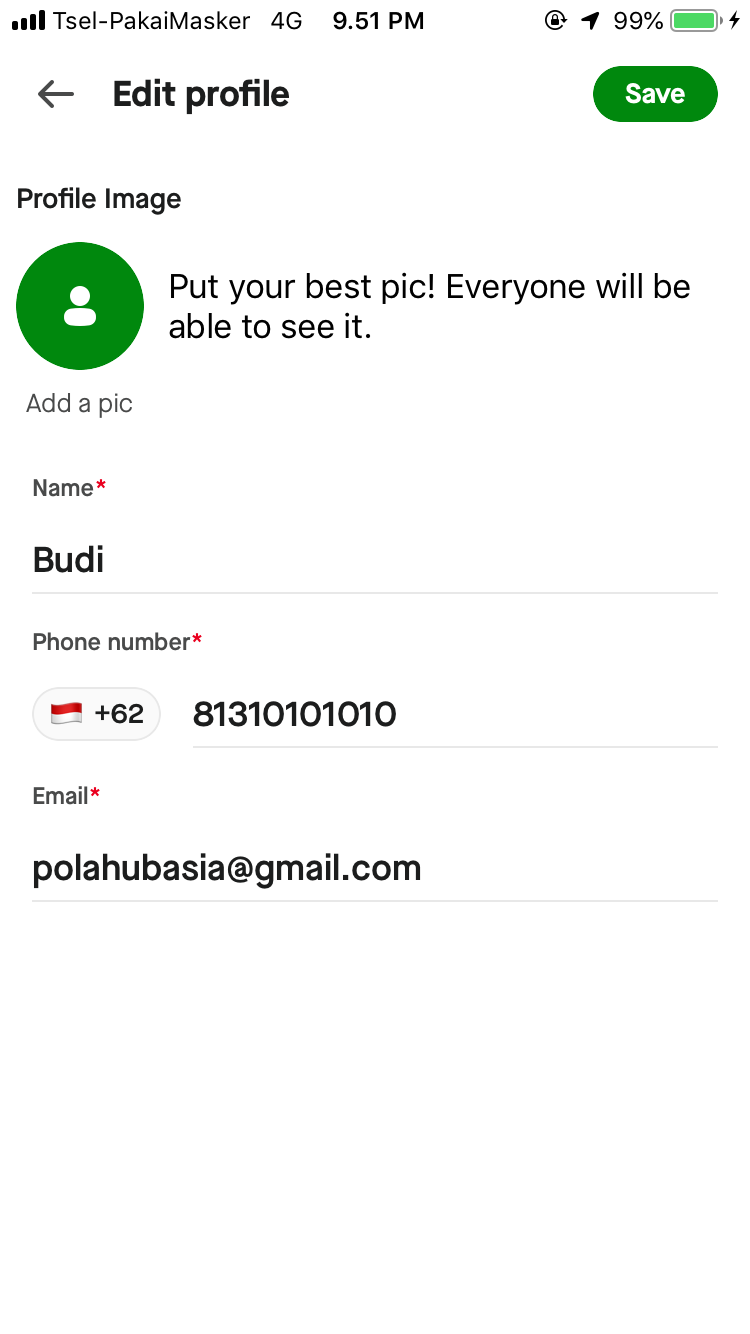 Tsel-PakaiMasker 4G 9.51 PM 99%
Edit profile Save
Profile Image
Put your best pic! Everyone will be
able to see it.
Add a pic
Name*
Budi
Phone number*
+62 81310101010
Email*
polahubasia@gmail.com